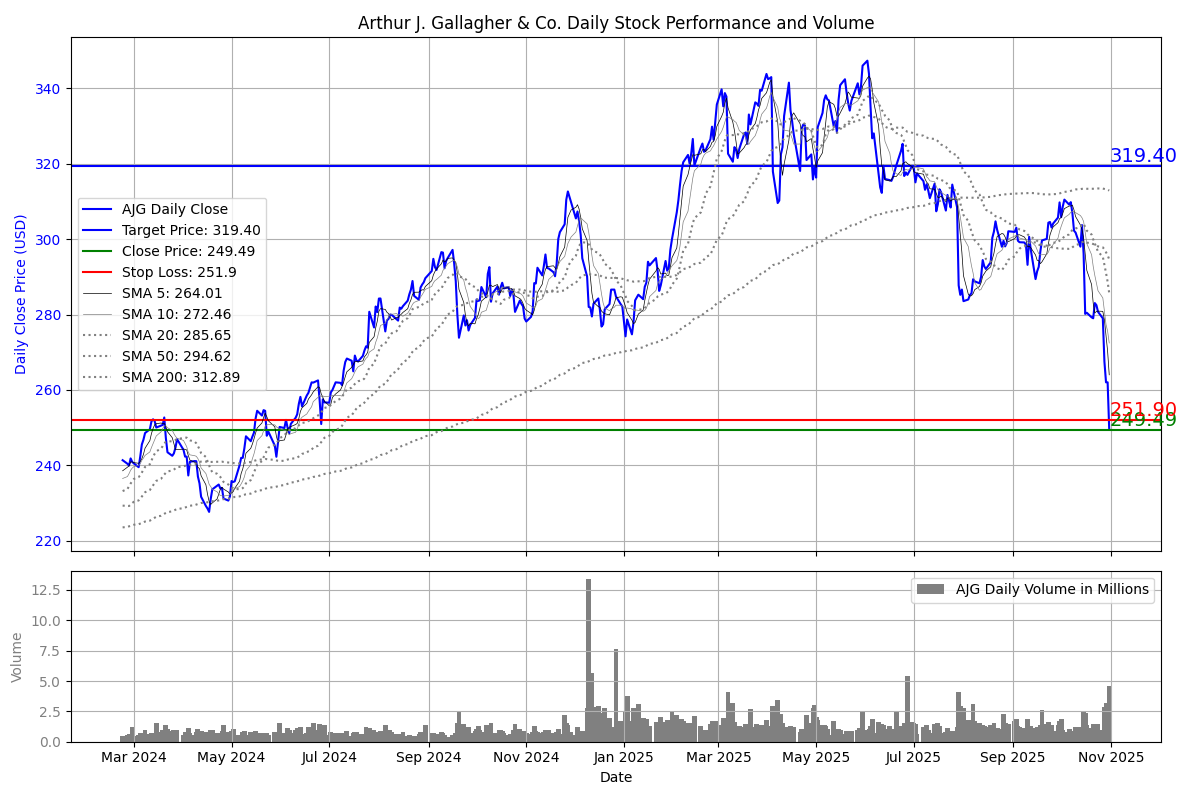 Arthur J. Gallagher & Co. Daily Stock Performance and Volume
Daily Close Price (USD)
340
320
300
280
260
240
220
319.40
251.90
249.49
AJG Daily Close
Target Price: 319.40
Close Price: 249.49
Stop Loss: 251.9
SMA 5: 264.01
SMA 10: 272.46
SMA 20: 285.65
SMA 50: 294.62
SMA 200: 312.89
Volume
12.5
10.0
7.5
5.0
2.5
0.0
AJG Daily Volume in Millions
Mar 2024 May 2024 Jul 2024 Sep 2024 Nov 2024 Jan 2025 Mar 2025 May 2025 Jul 2025 Sep 2025 Nov 2025
Date